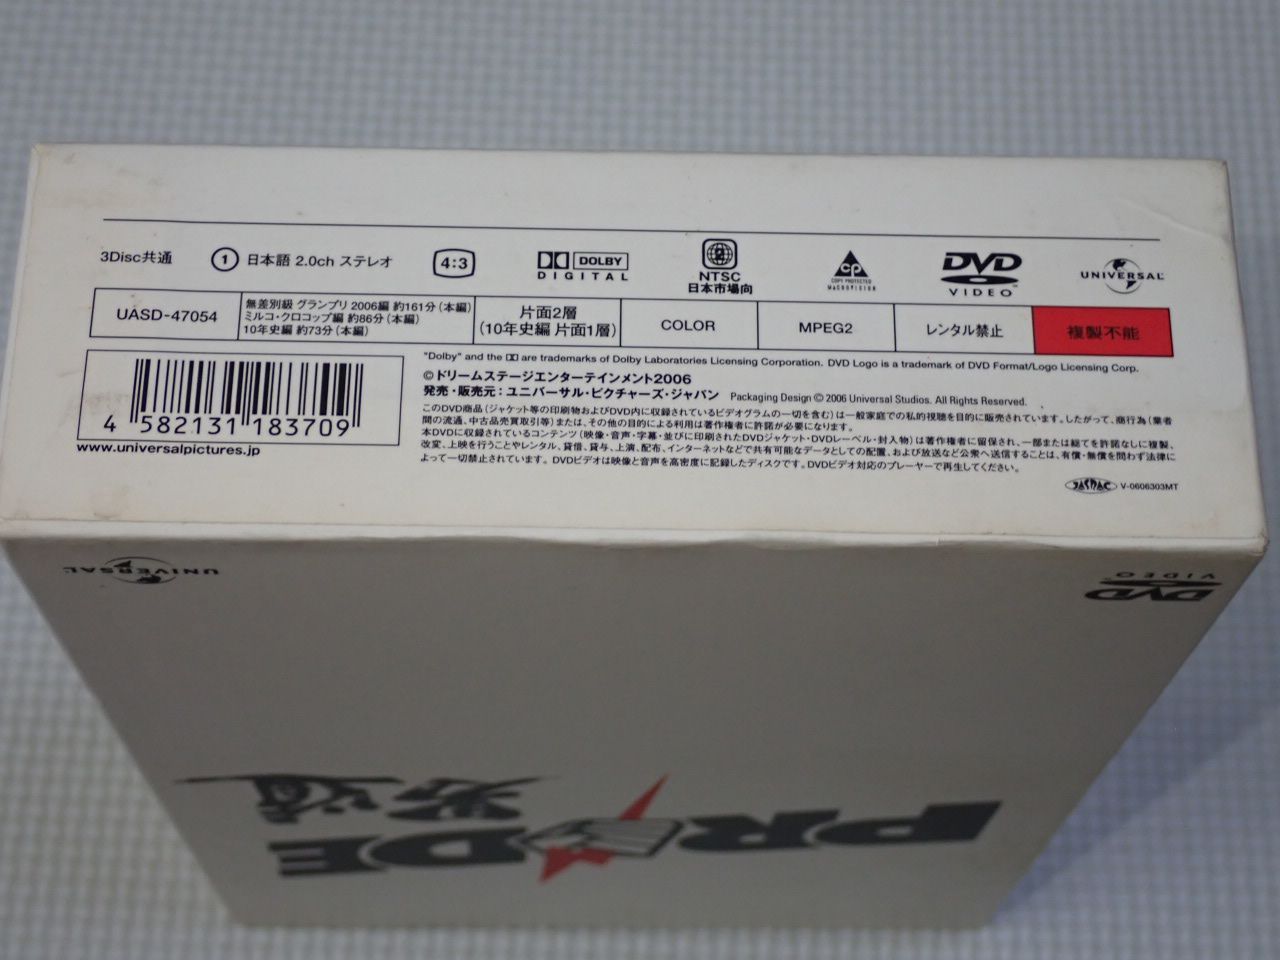 3Disc共通
1 日本語 2.0ch ステレオ
4:3
DOLBY
DIGITAL
2
NTSC
日本市場向
CP
COPY PROTECTED
MACROVISION
DVD
VIDEO
UNIVERSAL
UASD-47054
無差別級 グランプリ 2006編 約161分(本編)
ミルコ・クロコップ編 約86分(本編)
10年史編 約73分(本編)
片面2層
(10年史編 片面1層)
COLOR
MPEG2
レンタル禁止
複製不能
"Dolby" and the are trademarks of Dolby Laboratories Licensing Corporation. DVD Logo is a trademark of DVD Format/Logo Licensing Corp.
©ドリームステージエンターテインメント2006
発売・販売元：ユニバーサル・ピクチャーズ・ジャパン Packaging Design © 2006 Universal Studios. All Rights Reserved.
このDVD商品(ジャケット等の印刷物およびDVD内に収録されているビデオグラムの一切を含む)は一般家庭での私的視聴を目的に販売されています。したがって、商行為(業者
間の流通、中古品売買取引等)または、その他の目的による利用は著作権者に許諾が必要になります。
本DVDに収録されているコンテンツ(映像・音声・字幕・並びに印刷されたDVDジャケット・DVDレーベル・封入物)は著作権者に留保され、一部または総てを許諾なしに複製、
改変、上映を行うことやレンタル、貸借、貸与、上演、配布、インターネットなどで共有可能なデータとしての配置、および放送など公衆へ送信することは、有償・無償を問わず法律に
よって一切禁止されています。DVDビデオは映像と音声を高密度に記録したディスクです。DVDビデオ対応のプレーヤーで再生してください。
4 582131 183709
www.universalpictures.jp
JASRAC V-0606303MT
UNIVERSAL
DVD
VIDEO
PRIDE